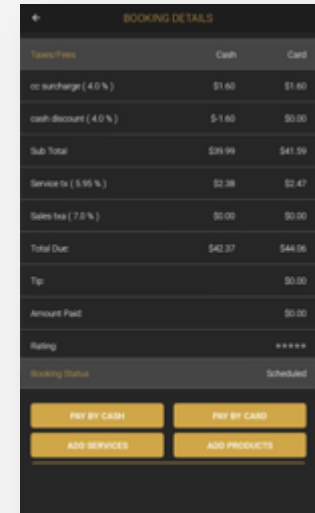 BOOKING DETAILS
Taxes/Fees Cash Card
cc surcharge ( 4.0 % ) $1.60 $1.60
cash discount ( 4.0 % ) $-1.60 $0.00
Sub Total $39.99 $41.59
Service tx ( 5.95 % ) $2.38 $2.47
Sales txa ( 7.0 % ) $0.00 $0.00
Total Due: $42.37 $44.06
Tip: $0.00
Amount Paid: $0.00
Rating: *****
Booking Status Scheduled
PAY BY CASH PAY BY CARD
ADD SERVICES ADD PRODUCTS